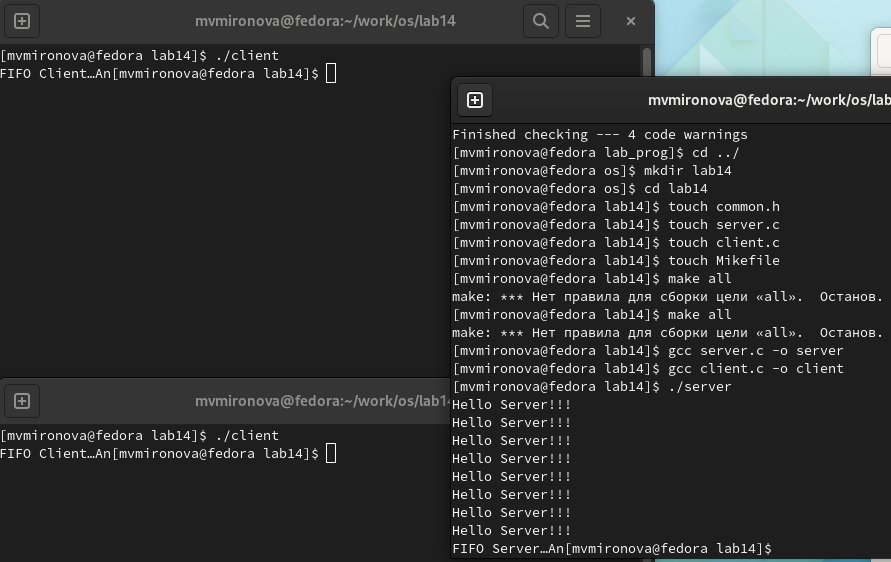 mvmironova@fedora:~/work/os/lab14
[mvmironova@fedora lab14]$ ./client
FIFO Client…An[mvmironova@fedora lab14]$
mvmironova@fedora:~/work/os/lab
Finished checking --- 4 code warnings
[mvmironova@fedora lab_prog]$ cd ../
[mvmironova@fedora os]$ mkdir lab14
[mvmironova@fedora os]$ cd lab14
[mvmironova@fedora lab14]$ touch common.h
[mvmironova@fedora lab14]$ touch server.c
[mvmironova@fedora lab14]$ touch client.c
[mvmironova@fedora lab14]$ touch Mikefile
[mvmironova@fedora lab14]$ make all
make: *** Нет правила для сборки цели «all».  Останов.
[mvmironova@fedora lab14]$ make all
make: *** Нет правила для сборки цели «all».  Останов.
[mvmironova@fedora lab14]$ gcc server.c -o server
[mvmironova@fedora lab14]$ gcc client.c -o client
[mvmironova@fedora lab14]$ ./server
Hello Server!!!
Hello Server!!!
Hello Server!!!
Hello Server!!!
Hello Server!!!
Hello Server!!!
Hello Server!!!
Hello Server!!!
FIFO Server…An[mvmironova@fedora lab14]$
mvmironova@fedora:~/work/os/lab1
[mvmironova@fedora lab14]$ ./client
FIFO Client…An[mvmironova@fedora lab14]$